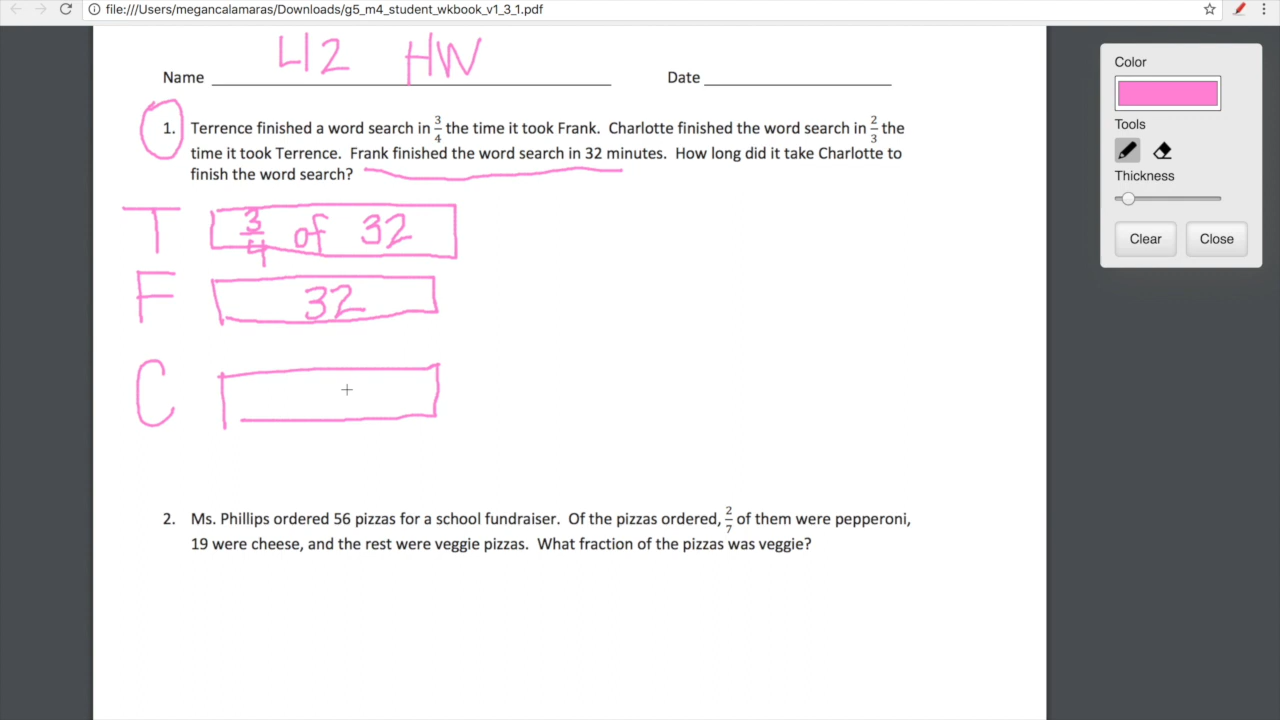 file:///Users/megancalamaras/Downloads/g5_m4_student_wkbook_v1_3_1.pdf
L12 HW
Name Date
1. Terrence finished a word search in 3/4 the time it took Frank. Charlotte finished the word search in 2/3 the
time it took Terrence. Frank finished the word search in 32 minutes. How long did it take Charlotte to
finish the word search?
T 3/4 of 32
F 32
C
2. Ms. Phillips ordered 56 pizzas for a school fundraiser. Of the pizzas ordered, 2/7 of them were pepperoni,
19 were cheese, and the rest were veggie pizzas. What fraction of the pizzas was veggie?
Color
Tools
Thickness
Clear Close